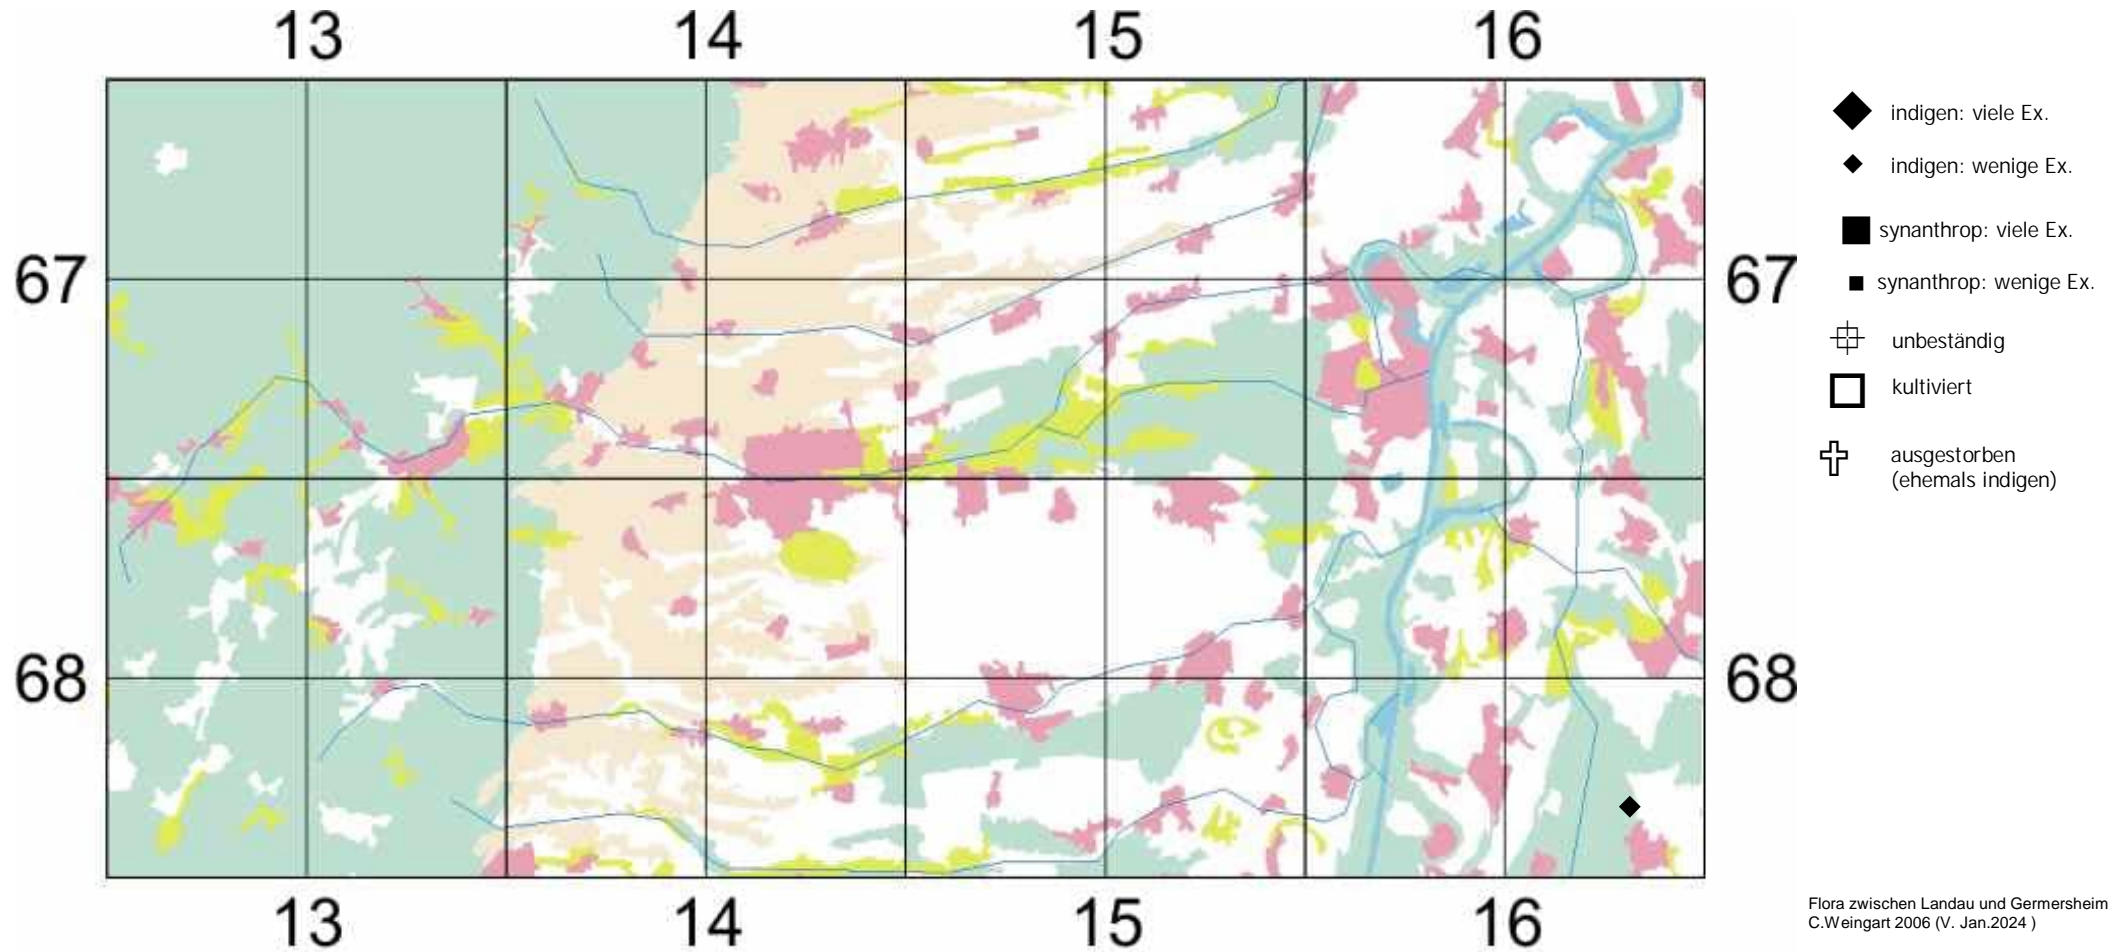 13 14 15 16
67 67
68 68
13 14 15 16
indigen: viele Ex.
indigen: wenige Ex.
synanthrop: viele Ex.
synanthrop: wenige Ex.
unbeständig
kultiviert
ausgestorben
(ehemals indigen)
Flora zwischen Landau und Germersheim
C.Weingart 2006 (V. Jan.2024 )